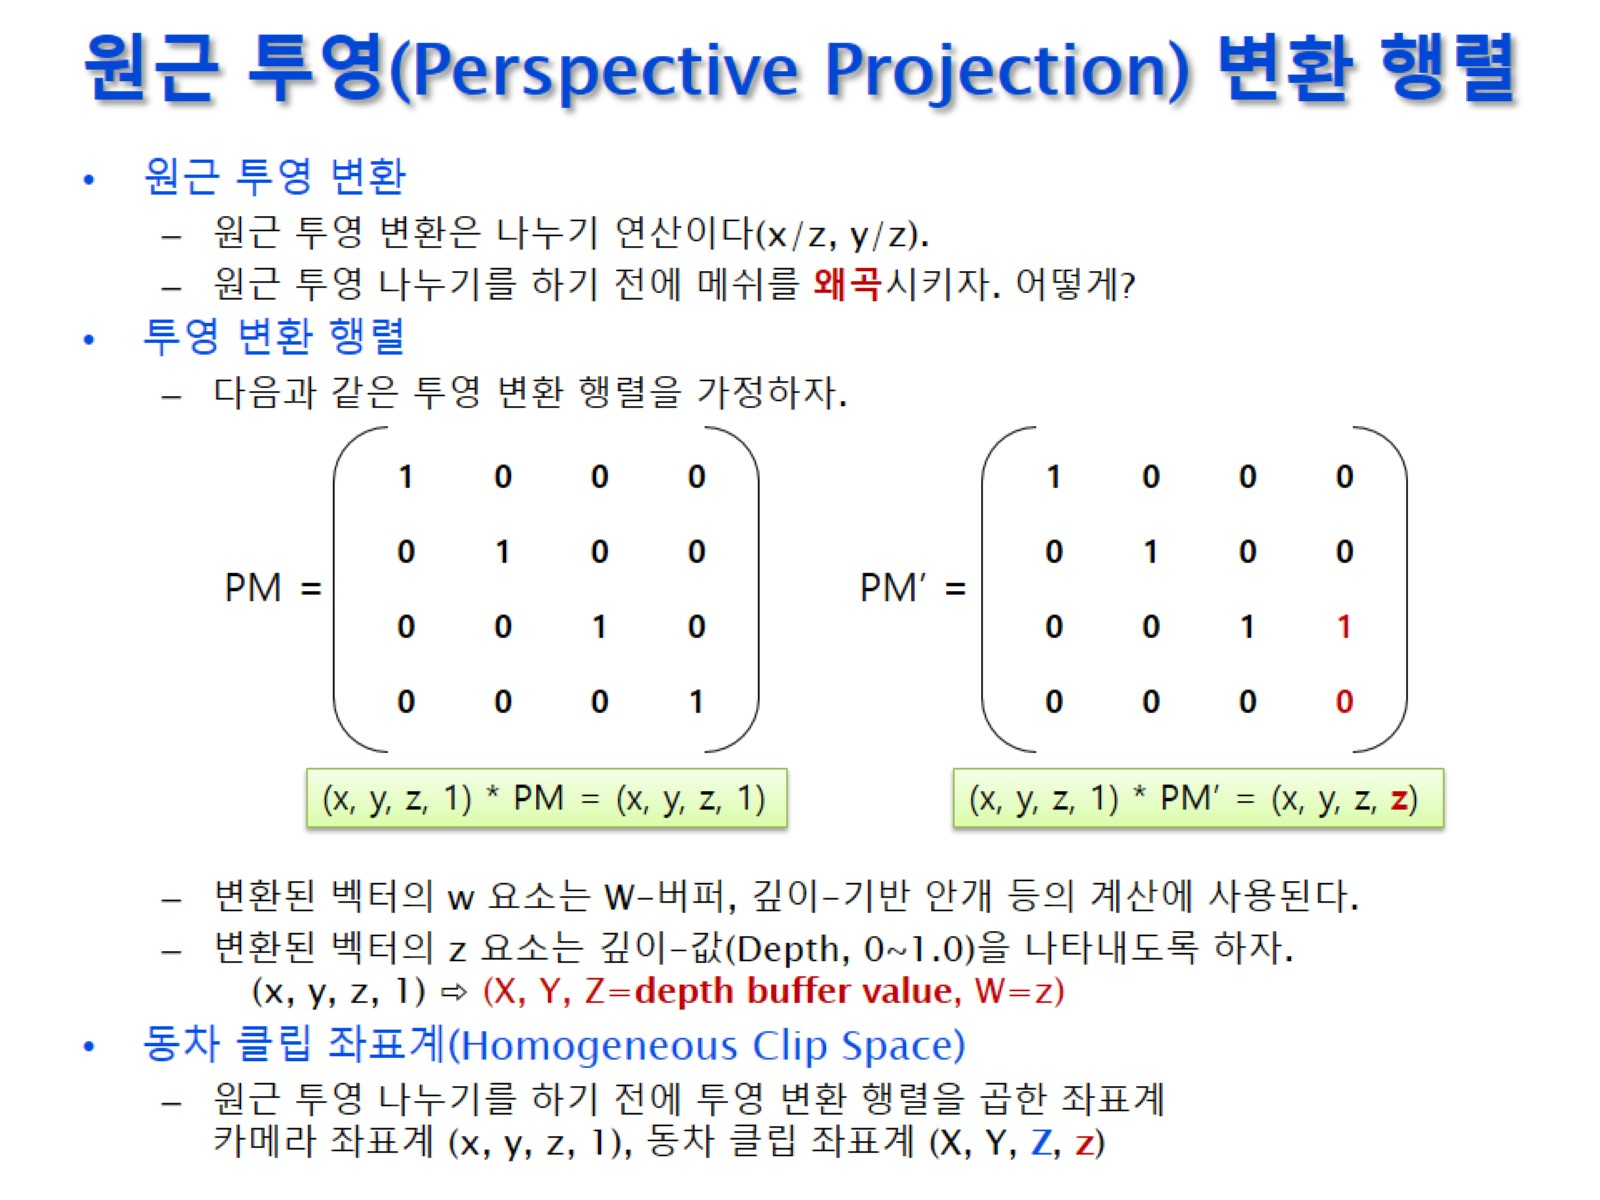 원근 투영(Perspective Projection) 변환 행렬
• 원근 투영 변환
– 원근 투영 변환은 나누기 연산이다(x/z, y/z).
– 원근 투영 나누기를 하기 전에 메쉬를 왜곡시키자. 어떻게?
• 투영 변환 행렬
– 다음과 같은 투영 변환 행렬을 가정하자.
PM =
1 0 0 0
0 1 0 0
0 0 1 0
0 0 0 1
PM′ =
1 0 0 0
0 1 0 0
0 0 1 1
0 0 0 0
(x, y, z, 1) * PM = (x, y, z, 1)
(x, y, z, 1) * PM′ = (x, y, z, z)
– 변환된 벡터의 w 요소는 W-버퍼, 깊이-기반 안개 등의 계산에 사용된다.
– 변환된 벡터의 z 요소는 깊이-값(Depth, 0~1.0)을 나타내도록 하자.
(x, y, z, 1) ⇨ (X, Y, Z=depth buffer value, W=z)
• 동차 클립 좌표계(Homogeneous Clip Space)
– 원근 투영 나누기를 하기 전에 투영 변환 행렬을 곱한 좌표계
카메라 좌표계 (x, y, z, 1), 동차 클립 좌표계 (X, Y, Z, z)